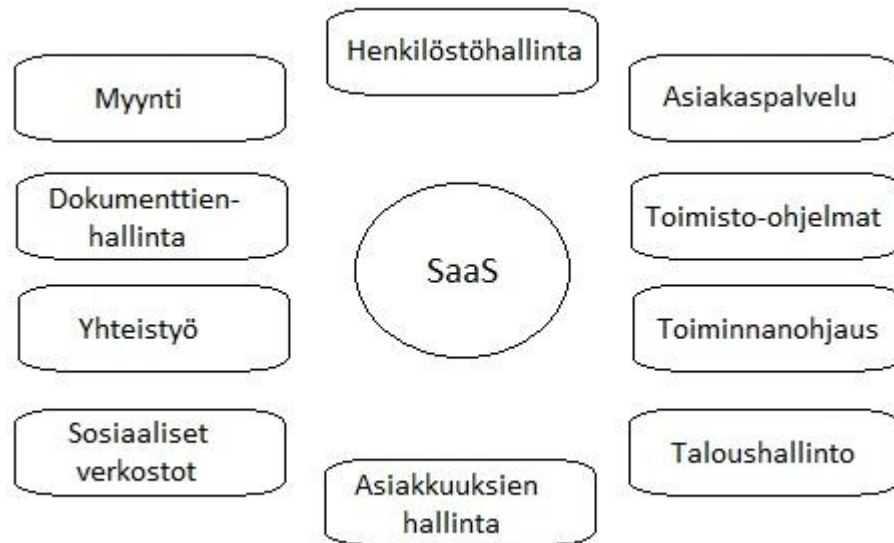 Henkilöstöhallinta
Myynti
Asiakaspalvelu
Dokumenttien-
hallinta
Toimisto-ohjelmat
SaaS
Yhteistyö
Toiminnanohjaus
Sosiaaliset
verkostot
Taloushallinto
Asiakkuuksien
hallinta